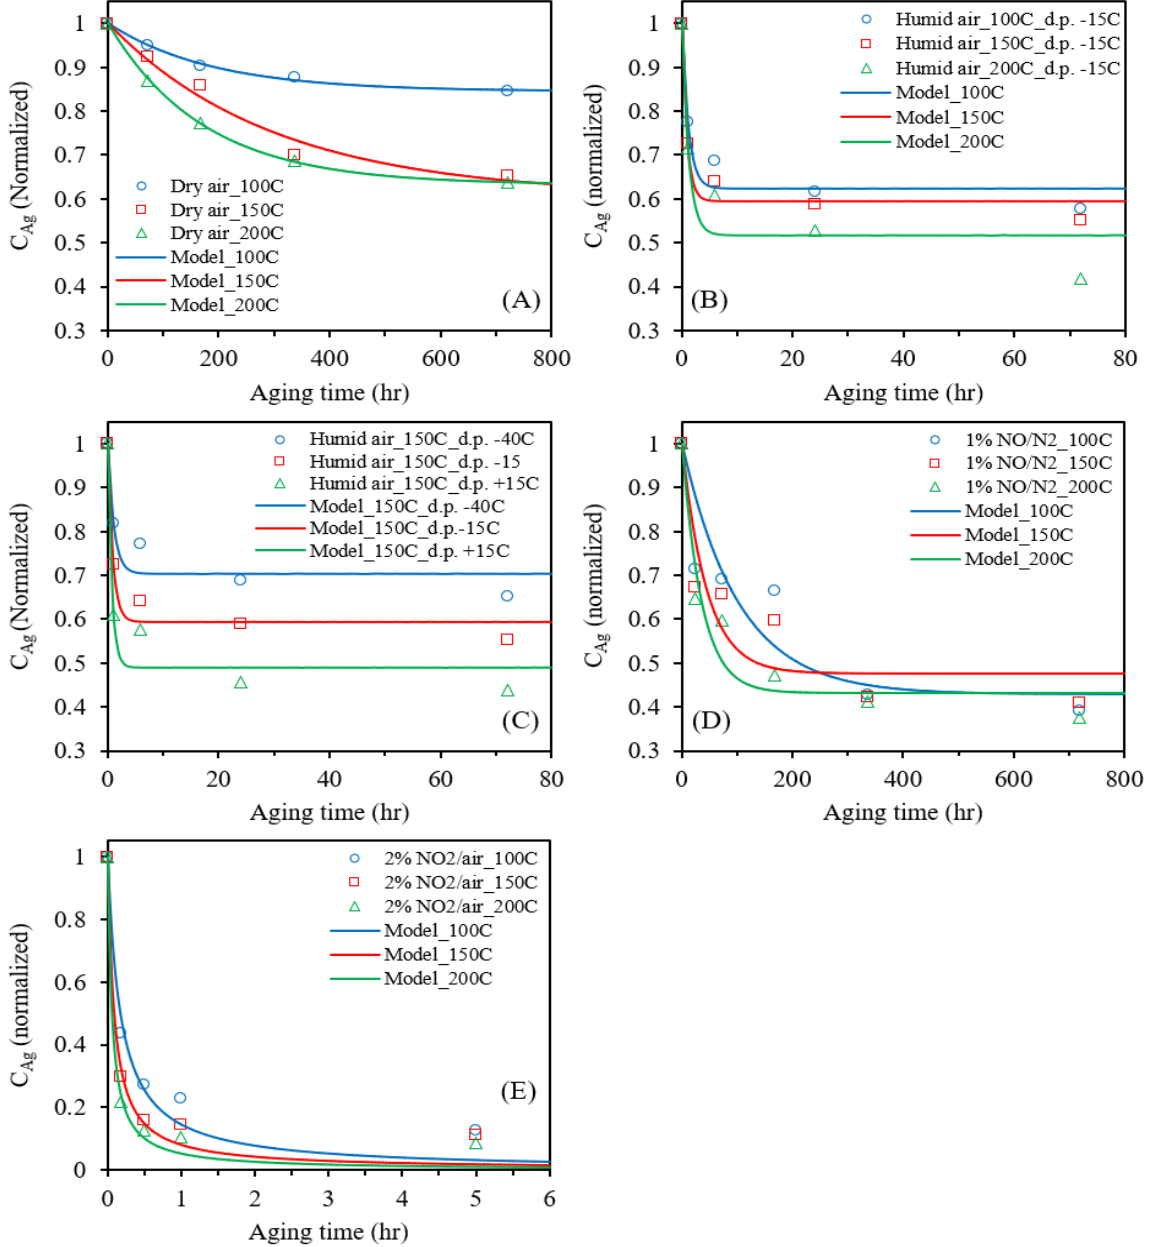 1
0.9
0.8
0.7
0.6
0.5
0.4
0.3
C_Ag (Normalized)
Dry air_100C
Dry air_150C
Dry air_200C
Model_100C
Model_150C
Model_200C
(A)
0 200 400 600 800
Aging time (hr)
1
0.9
0.8
0.7
0.6
0.5
0.4
0.3
C_Ag (normalized)
Humid air_100C_d.p. -15C
Humid air_150C_d.p. -15C
Humid air_200C_d.p. -15C
Model_100C
Model_150C
Model_200C
(B)
0 20 40 60 80
Aging time (hr)
1
0.9
0.8
0.7
0.6
0.5
0.4
0.3
C_Ag (Normalized)
Humid air_150C_d.p. -40C
Humid air_150C_d.p. -15
Humid air_150C_d.p. +15C
Model_150C_d.p. -40C
Model_150C_d.p.-15C
Model_150C_d.p. +15C
(C)
0 20 40 60 80
Aging time (hr)
1
0.9
0.8
0.7
0.6
0.5
0.4
0.3
C_Ag (normalized)
1% NO/N2_100C
1% NO/N2_150C
1% NO/N2_200C
Model_100C
Model_150C
Model_200C
(D)
0 200 400 600 800
Aging time (hr)
1
0.8
0.6
0.4
0.2
0
C_Ag (normalized)
2% NO2/air_100C
2% NO2/air_150C
2% NO2/air_200C
Model_100C
Model_150C
Model_200C
(E)
0 1 2 3 4 5 6
Aging time (hr)